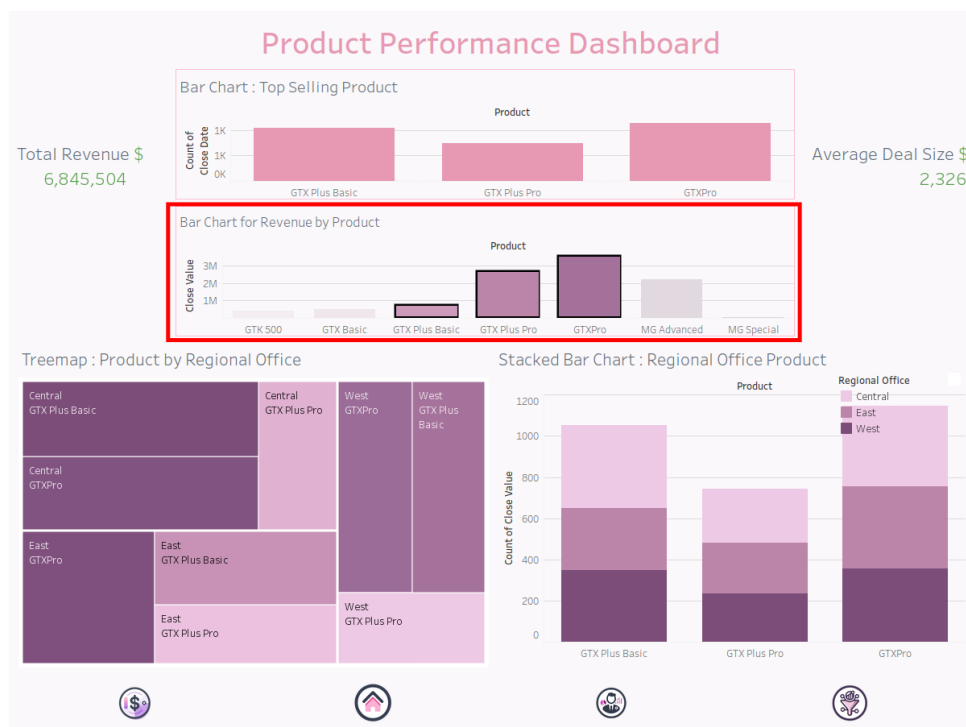 Product Performance Dashboard
Bar Chart : Top Selling Product
Product
Count of
Close Date
1K
1K
0K
GTX Plus Basic
GTX Plus Pro
GTXPro
Total Revenue $
6,845,504
Average Deal Size $
2,326
Bar Chart for Revenue by Product
Product
Close Value
3M
2M
1M
GTK 500
GTX Basic
GTX Plus Basic
GTX Plus Pro
GTXPro
MG Advanced
MG Special
Treemap : Product by Regional Office
Central
GTX Plus Basic
Central
GTX Plus Pro
West
GTXPro
West
GTX Plus
Basic
Central
GTXPro
East
GTXPro
East
GTX Plus Basic
East
GTX Plus Pro
West
GTX Plus Pro
Stacked Bar Chart : Regional Office Product
Product
Regional Office
Central
East
West
Count of Close Value
1200
1000
800
600
400
200
0
GTX Plus Basic
GTX Plus Pro
GTXPro
$